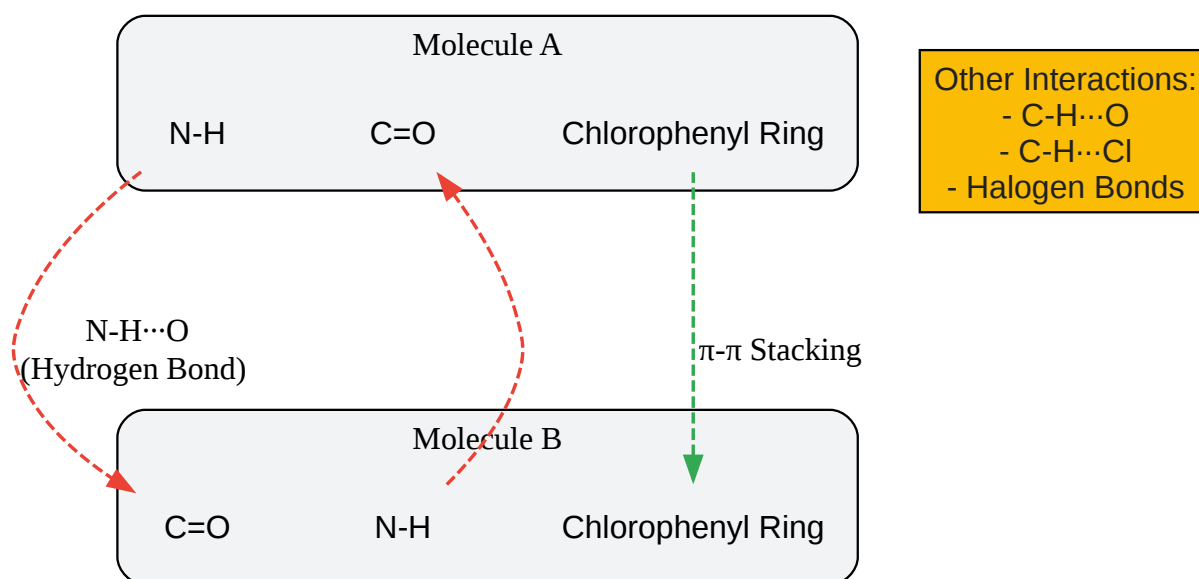 Molecule A
N-H
C=O
Chlorophenyl Ring
Other Interactions:
- C-H···O
- C-H···Cl
- Halogen Bonds
N-H···O
(Hydrogen Bond)
π-π Stacking
Molecule B
C=O
N-H
Chlorophenyl Ring